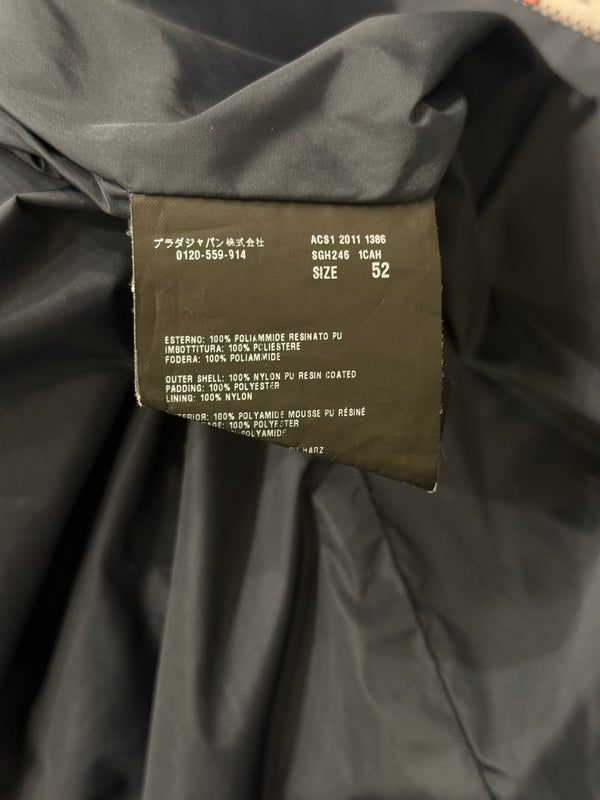 プラダジャパン株式会社
0120-559-914
ACS1 2011 1386
SGH246 1CAH
SIZE 52
ESTERNO: 100% POLIAMMIDE RESINATO PU
IMBOTTITURA: 100% POLIESTERE
FODERA: 100% POLIAMMIDE
OUTER SHELL: 100% NYLON PU RESIN COATED
PADDING: 100% POLYESTER
LINING: 100% NYLON
100% POLYAMIDE MOUSSE PU RÉSINÉ
100% POLYESTER
POLYAMIDE
HARZ